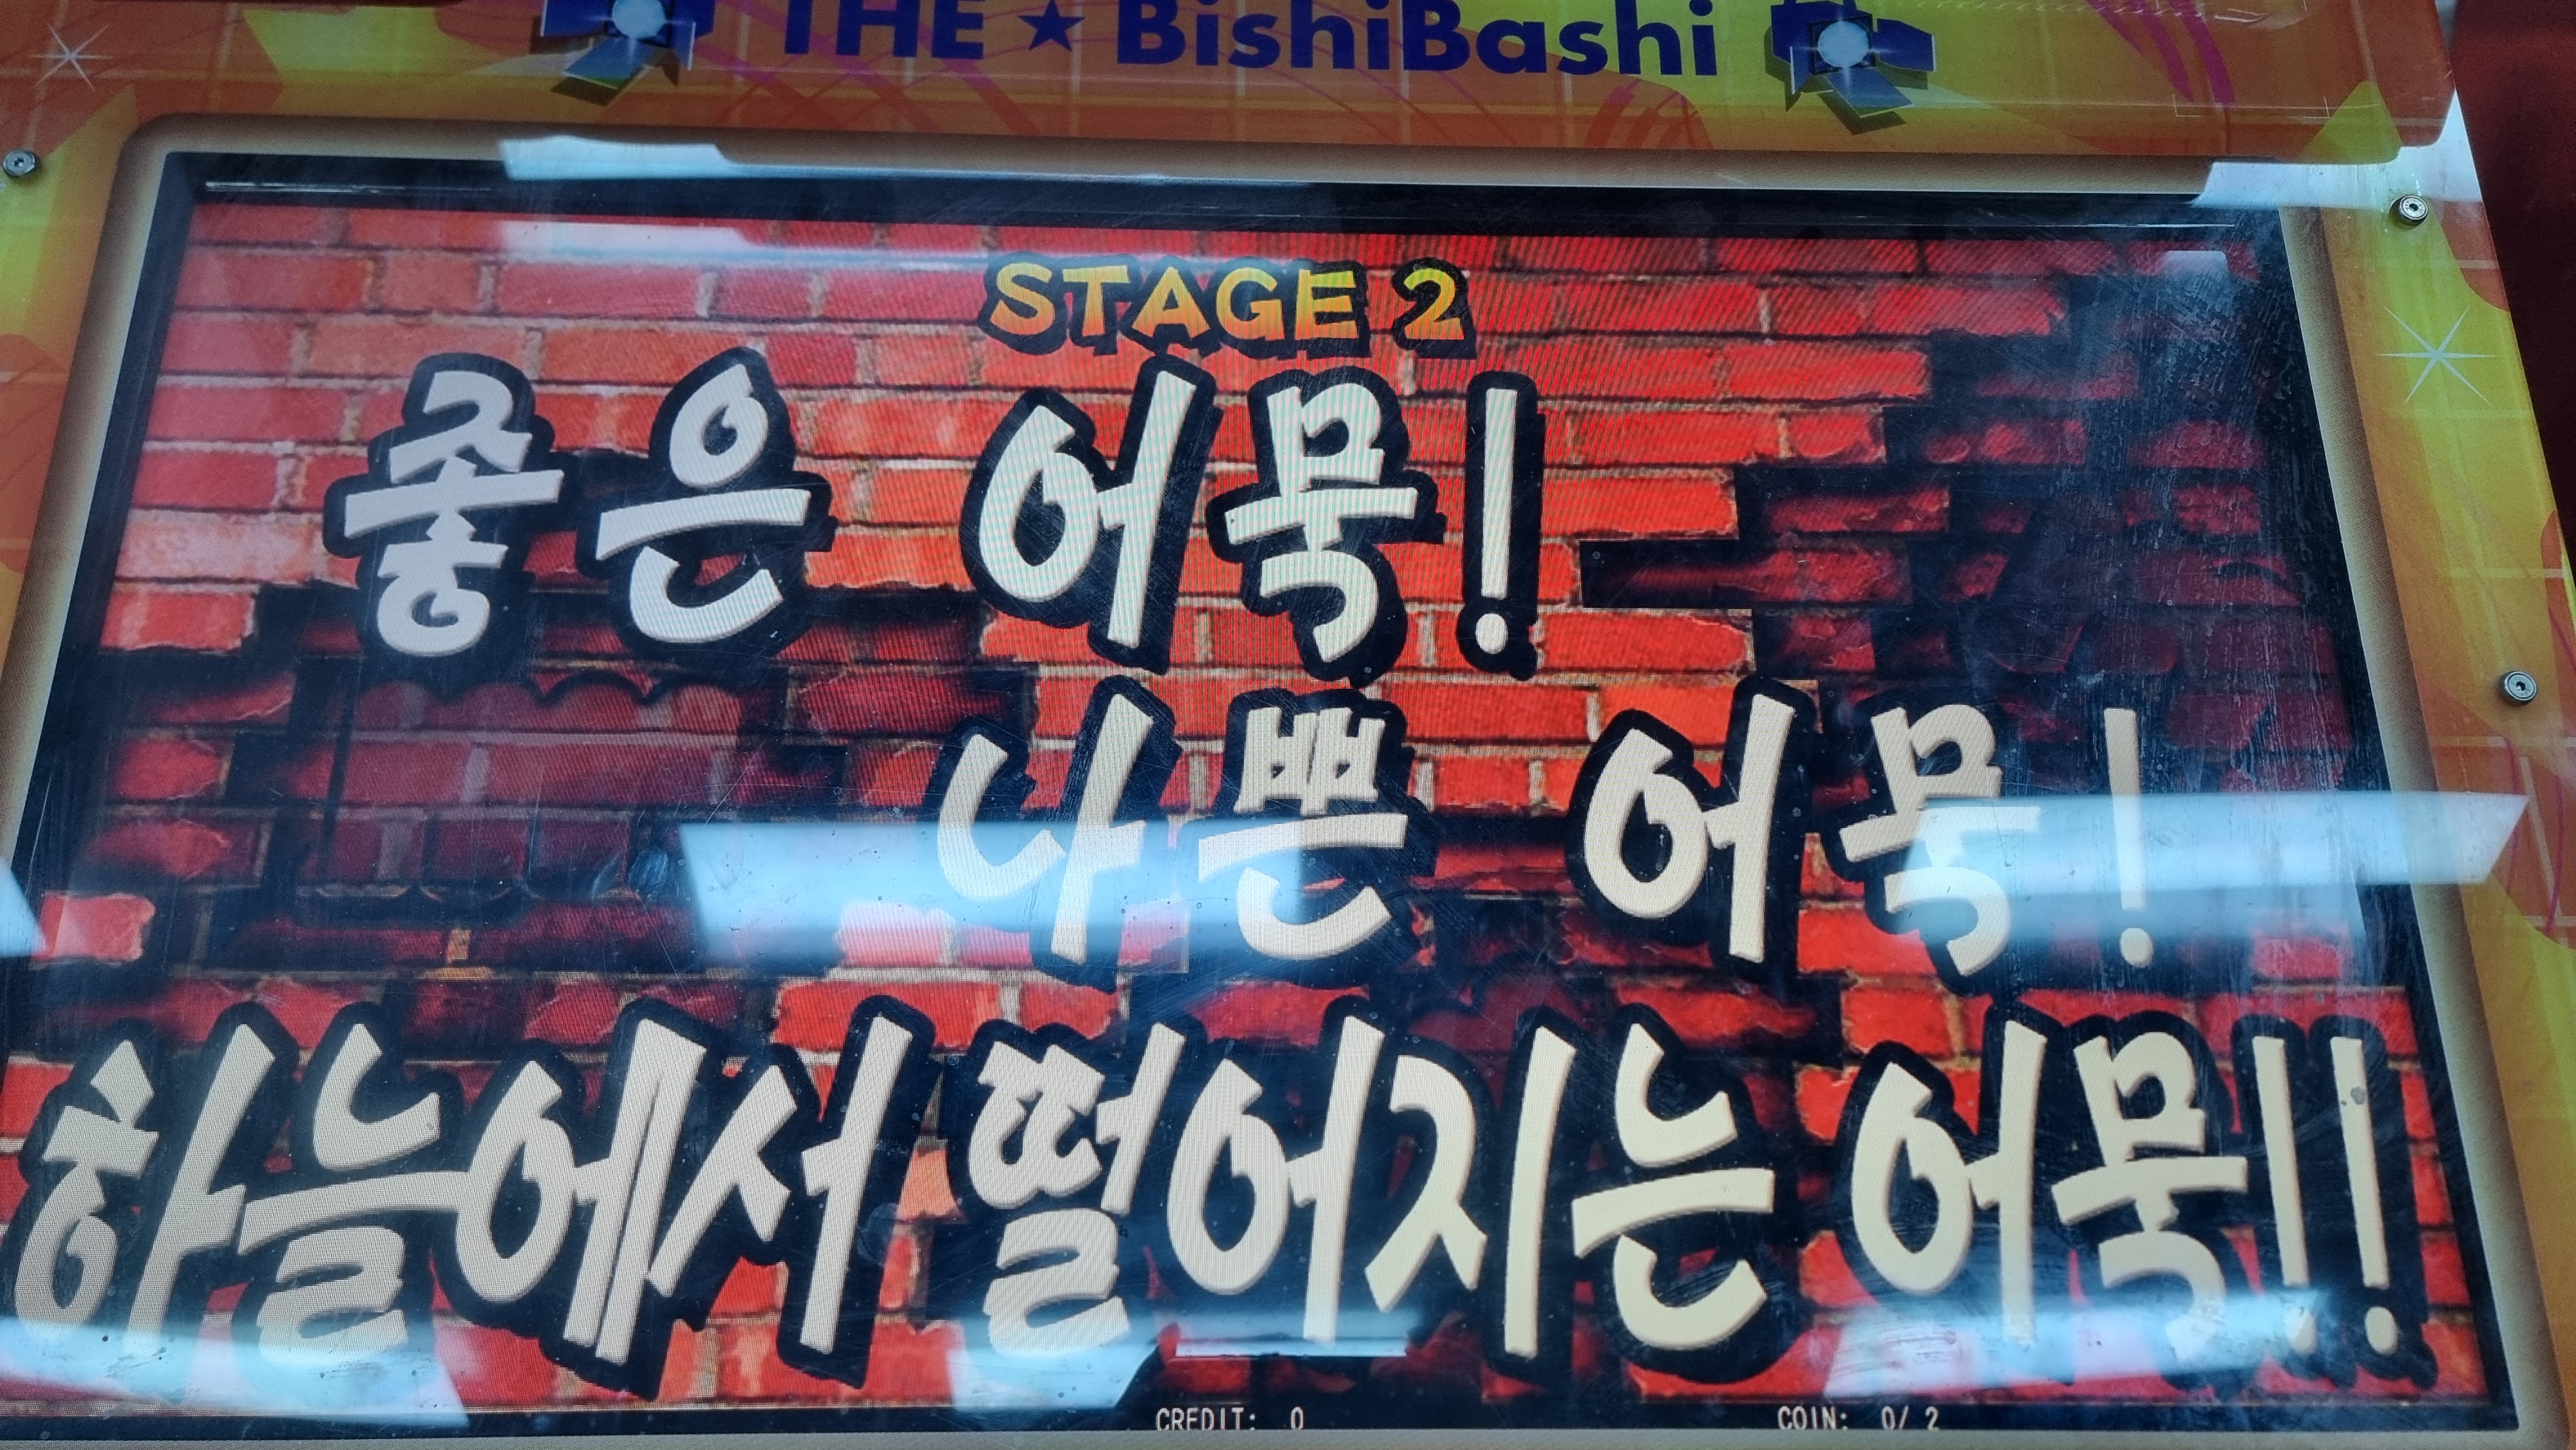 THE ★ BishiBashi
STAGE 2
좋은 어묵!
나쁜 어묵!
하늘에서 떨어지는 어묵!!
CREDIT: 0
COIN: 0/ 2